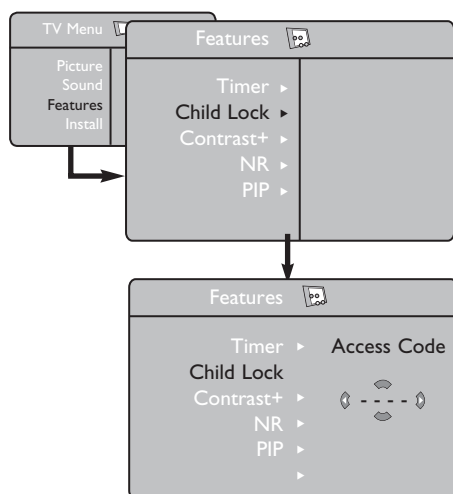 TV Menu
Picture
Sound
Features
Install
Features
Timer
Child Lock
Contrast+
NR
PIP
Features
Timer
Child Lock
Contrast+
NR
PIP
Access Code
- - - -